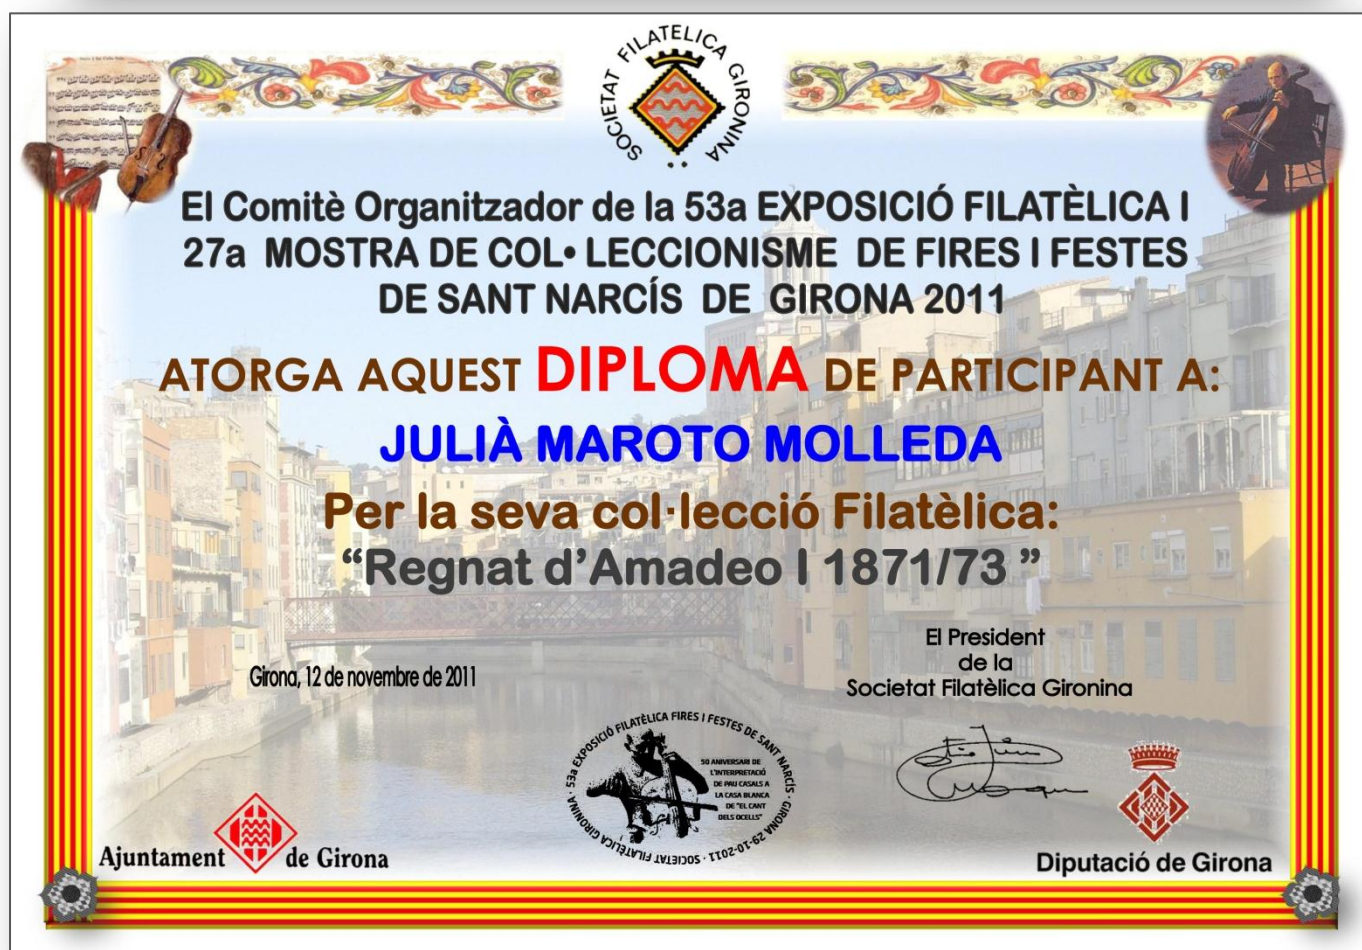 SOCIETAT FILATELICA GIRONINA
El Comitè Organitzador de la 53a EXPOSICIÓ FILATÈLICA I
27a MOSTRA DE COL• LECCIONISME DE FIRES I FESTES
DE SANT NARCÍS DE GIRONA 2011
ATORGA AQUEST DIPLOMA DE PARTICIPANT A:
JULIÀ MAROTO MOLLEDA
Per la seva col·lecció Filatèlica:
“Regnat d’Amadeo I 1871/73 ”
El President
de la
Societat Filatèlica Gironina
Girona, 12 de novembre de 2011
SOCIETAT FILATÈLICA GIRONINA · 53a EXPOSICIÓ FILATÈLICA FIRES I FESTES DE SANT NARCÍS · GIRONA 29-10-2011 ·
50 ANIVERSARI DE
L'INTERPRETACIÓ
DE PAU CASALS A
LA CASA BLANCA
DE "EL CANT
DELS OCELLS"
Ajuntament de Girona
Diputació de Girona